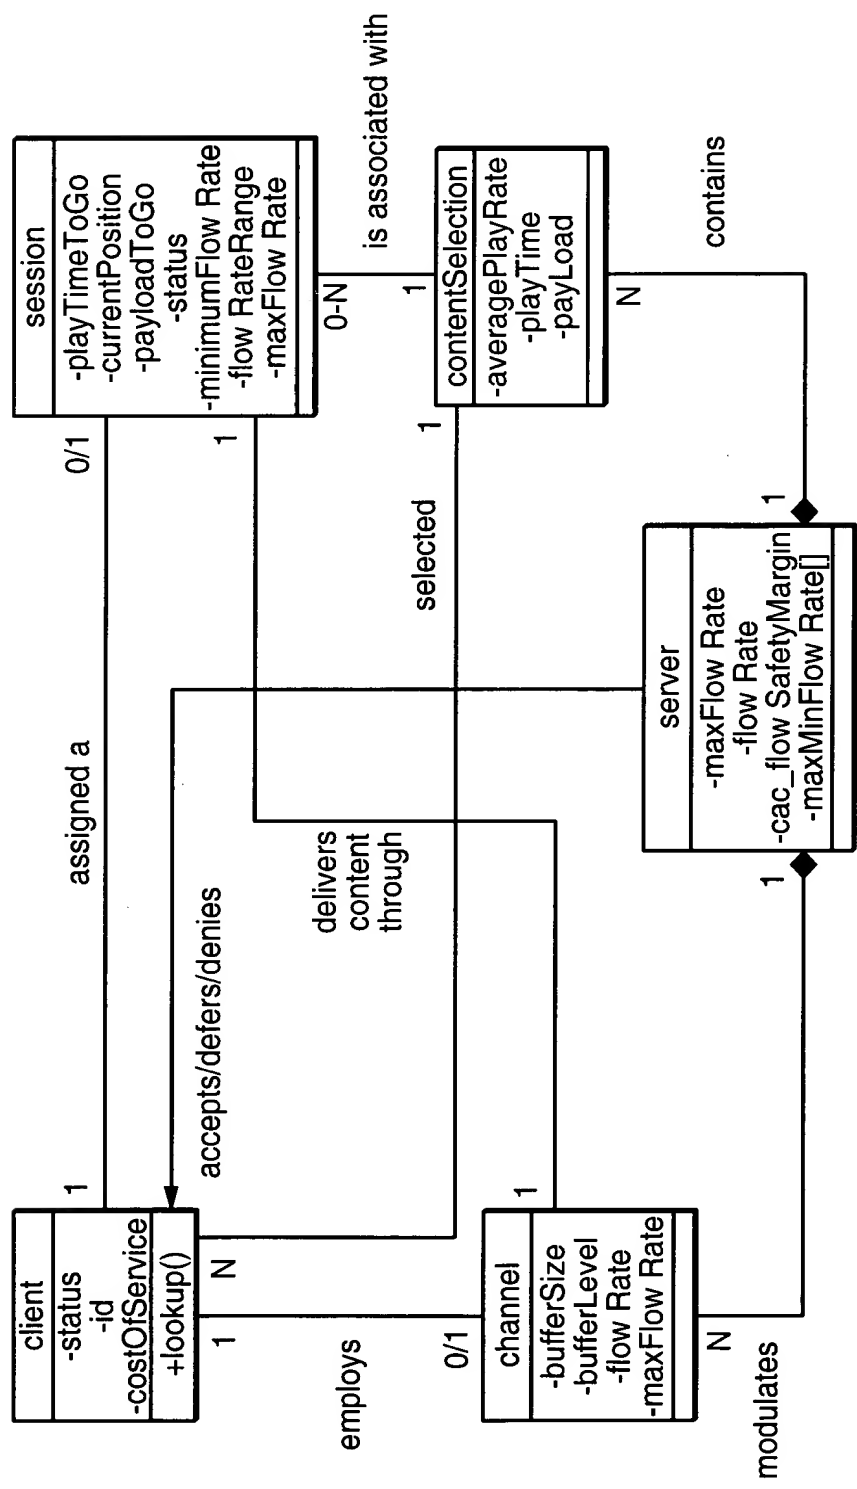 client
-status
-id
-costOfService
+lookup()
1
assigned a
0/1
session
-playTimeToGo
-currentPosition
-payloadToGo
-status
-minimumFlow Rate
-flow RateRange
-maxFlow Rate
accepts/defers/denies
1
N
1
employs
0/1
delivers
content
through
selected
1
0-N
is associated with
1
contentSelection
-averagePlayRate
-playTime
-payLoad
channel
-bufferSize
-bufferLevel
-flow Rate
-maxFlow Rate
1
N
modulates
1
server
-maxFlow Rate
-flow Rate
-cac_flow SafetyMargin
-maxMinFlow Rate[]
1
N
contains